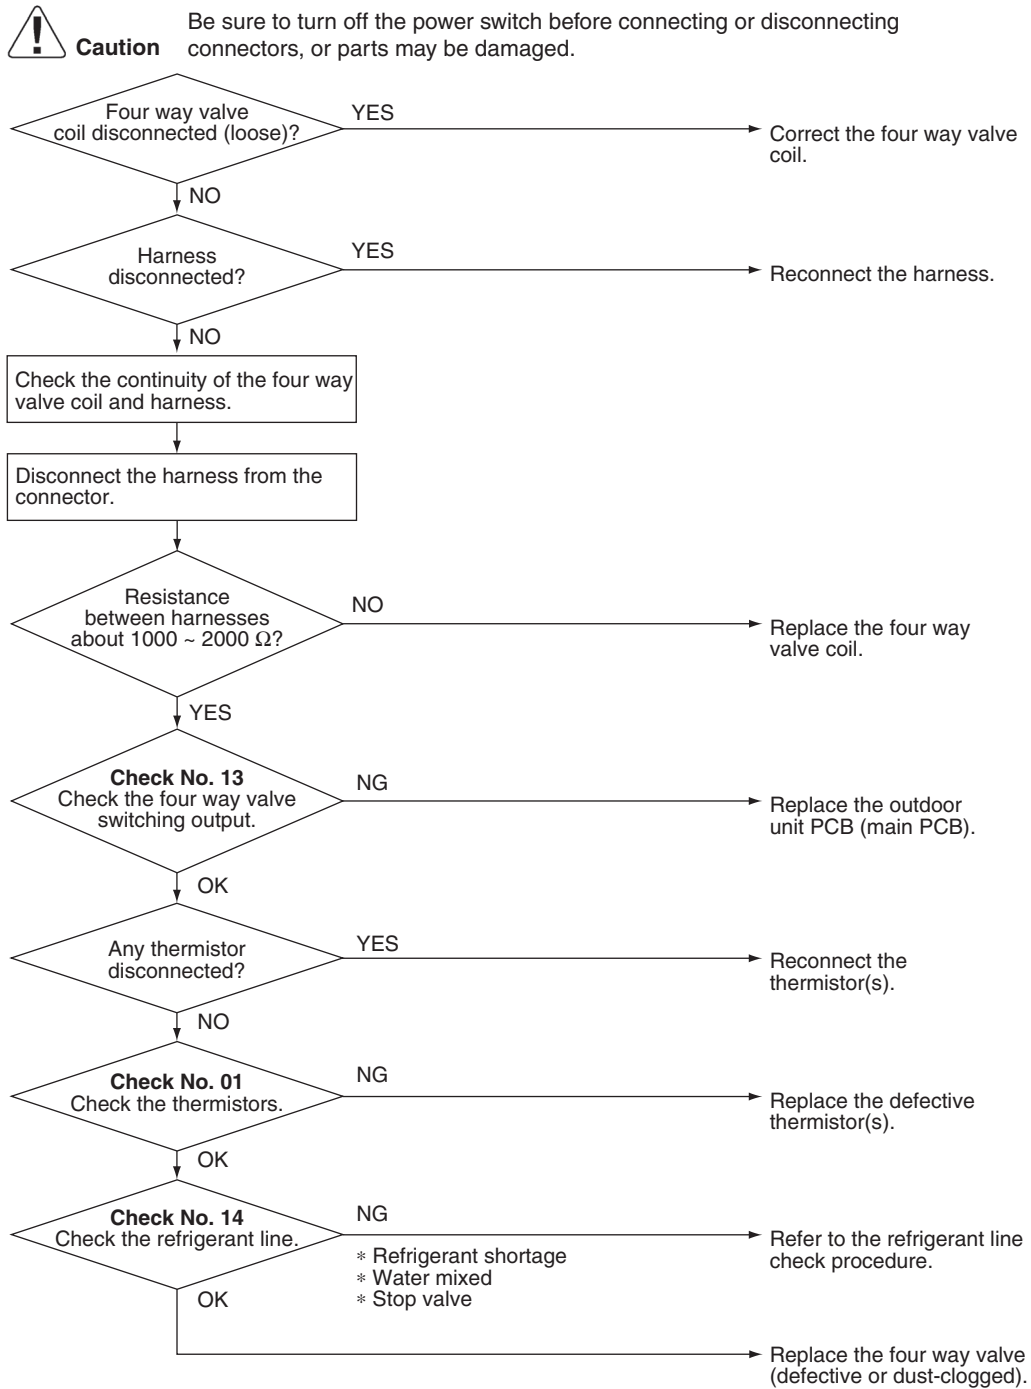 Be sure to turn off the power switch before connecting or disconnecting
Caution connectors, or parts may be damaged.
Four way valve
coil disconnected (loose)?
YES
Correct the four way valve
coil.
NO
Harness
disconnected?
YES
Reconnect the harness.
NO
Check the continuity of the four way
valve coil and harness.
Disconnect the harness from the
connector.
Resistance
between harnesses
about 1000 ~ 2000 Ω?
NO
Replace the four way
valve coil.
YES
Check No. 13
Check the four way valve
switching output.
NG
Replace the outdoor
unit PCB (main PCB).
OK
Any thermistor
disconnected?
YES
Reconnect the
thermistor(s).
NO
Check No. 01
Check the thermistors.
NG
Replace the defective
thermistor(s).
OK
Check No. 14
Check the refrigerant line.
NG
∗ Refrigerant shortage
∗ Water mixed
∗ Stop valve
Refer to the refrigerant line
check procedure.
OK
Replace the four way valve
(defective or dust-clogged).